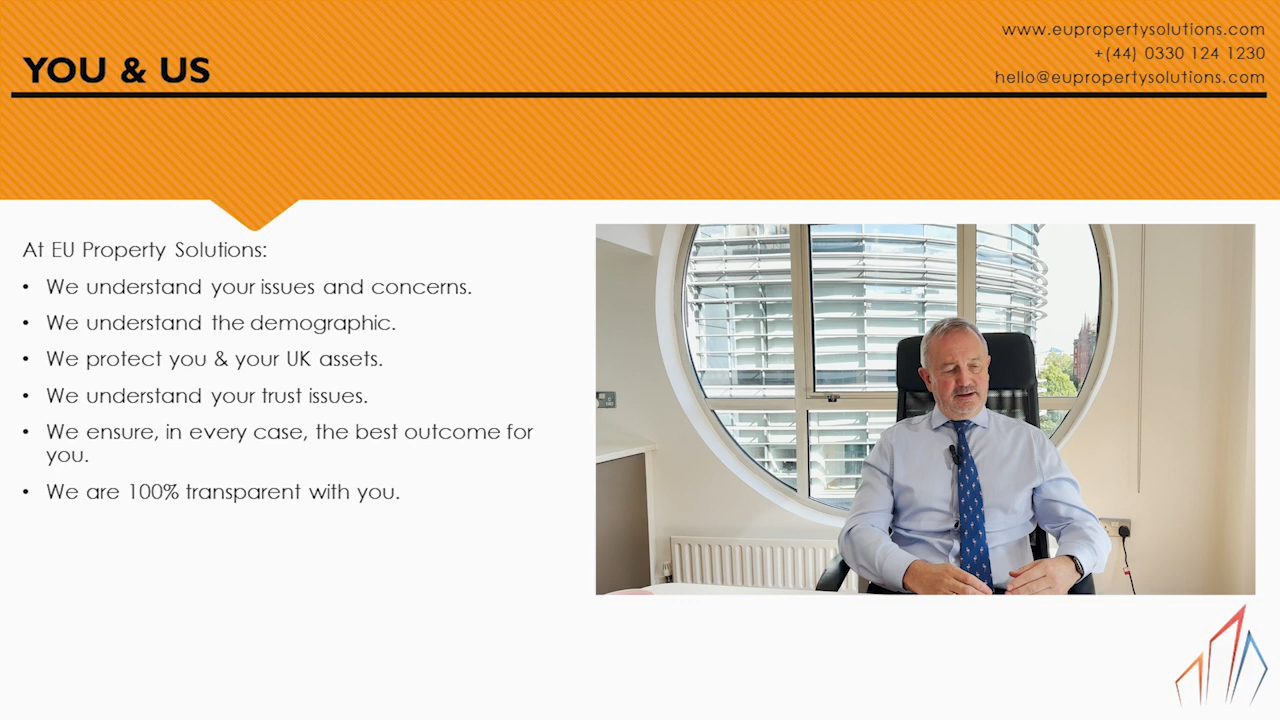 YOU & US
www.eupropertysolutions.com
+(44) 0330 124 1230
hello@eupropertysolutions.com
At EU Property Solutions:
• We understand your issues and concerns.
• We understand the demographic.
• We protect you & your UK assets.
• We understand your trust issues.
• We ensure, in every case, the best outcome for
you.
• We are 100% transparent with you.